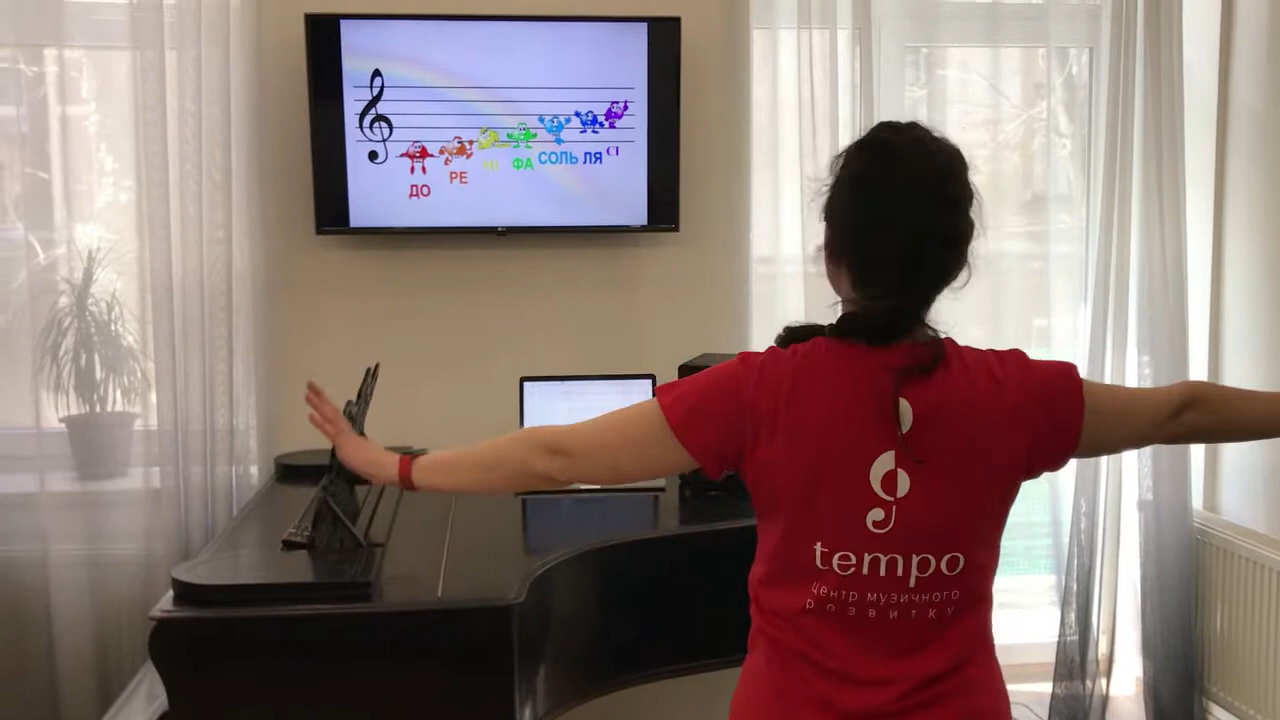 ДО
РЕ
МІ
ФА
СОЛЬ
ЛЯ
СІ
tempo
центр музичного
розвитку